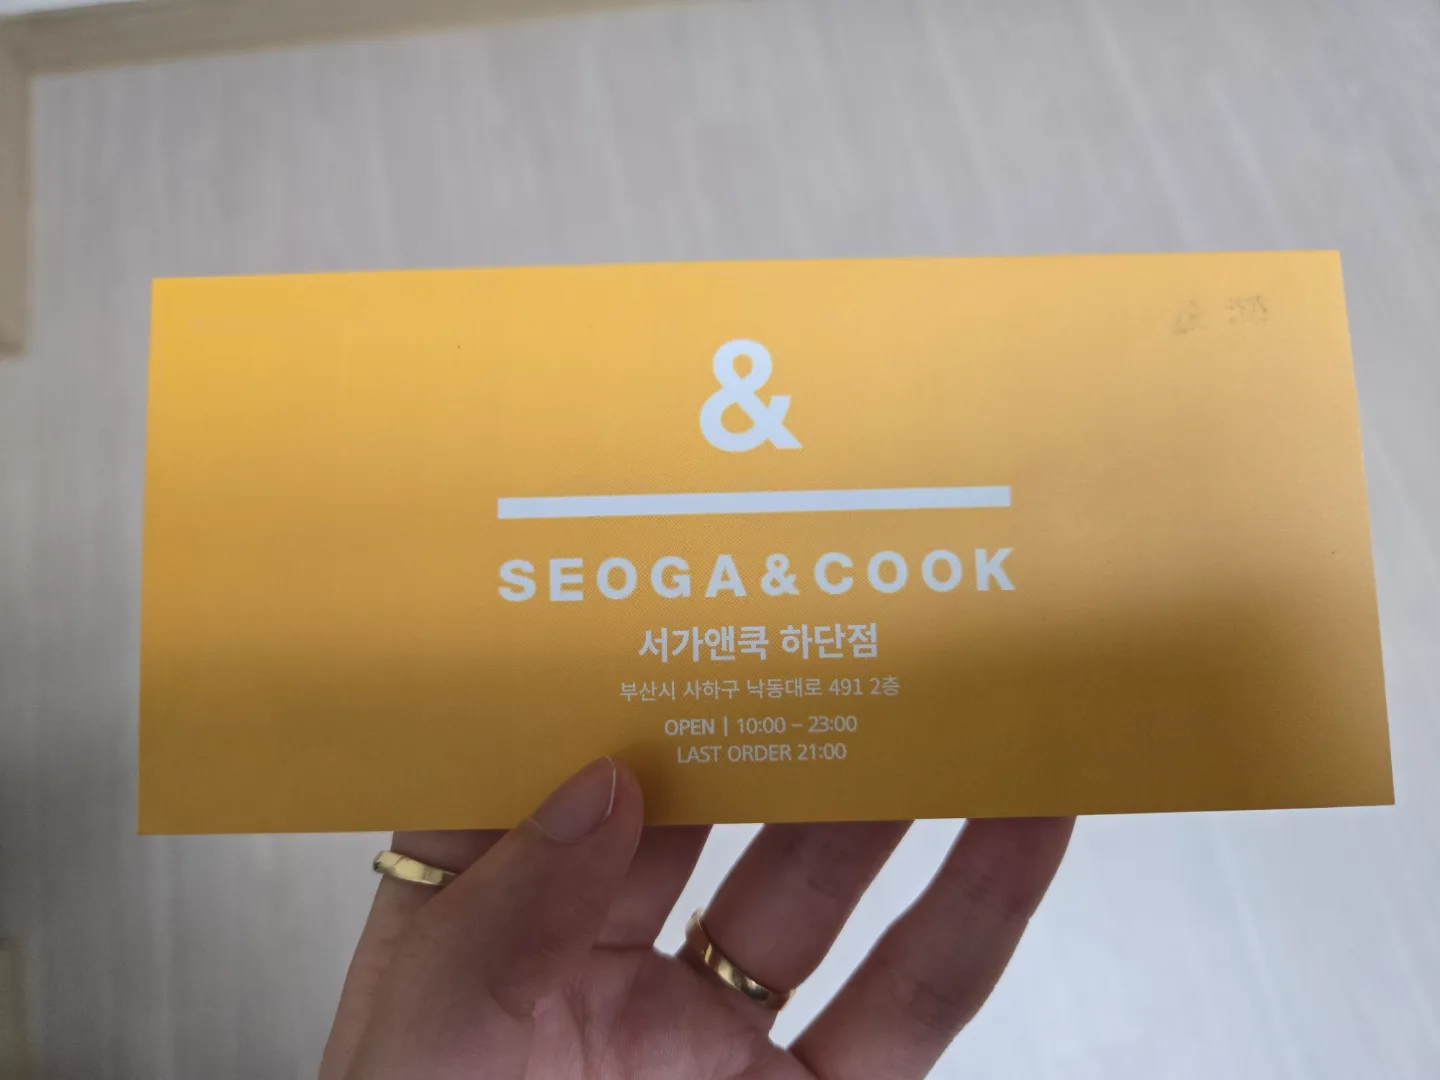 &
SEOGA&COOK
서가앤쿡 하단점
부산시 사하구 낙동대로 491 2층
OPEN | 10:00 – 23:00
LAST ORDER 21:00